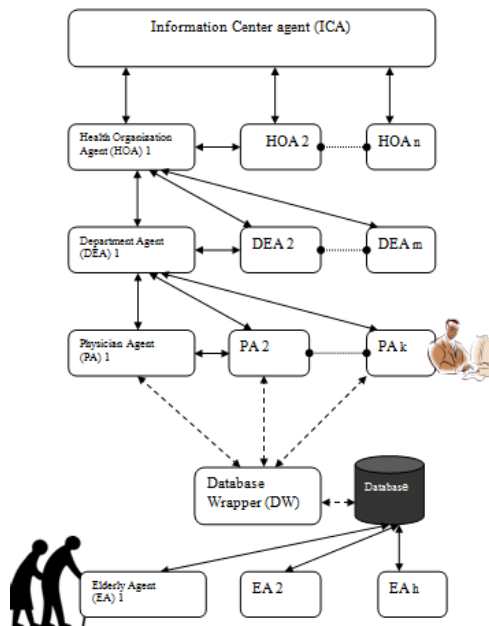 Information Center agent (ICA)
Health Organization
Agent (HOA) 1
HOA 2
HOA n
Department Agent
(DEA) 1
DEA 2
DEA m
Physician Agent
(PA) 1
PA 2
PA k
Database
Wrapper (DW)
Database
Elderly Agent
(EA) 1
EA 2
EA h